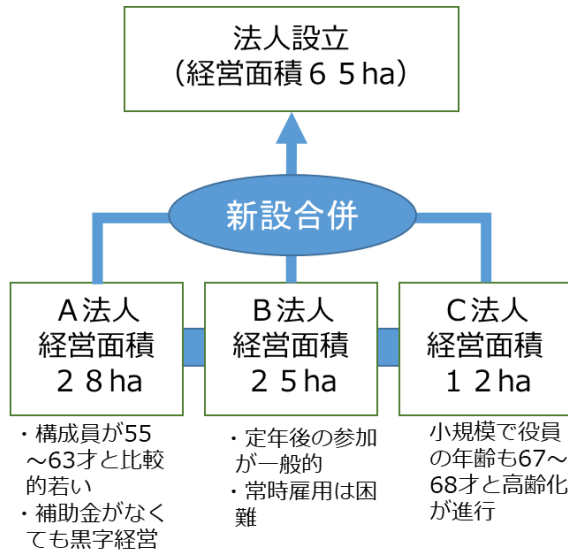 法人設立
（経営面積６５ha）
新設合併
Ａ法人
経営面積
２８ha
Ｂ法人
経営面積
２５ha
Ｃ法人
経営面積
１２ha
・構成員が55
～63才と比較
的若い
・補助金がなく
ても黒字経営
・定年後の参加
が一般的
・常時雇用は困
難
小規模で役員
の年齢も67～
68才と高齢化
が進行